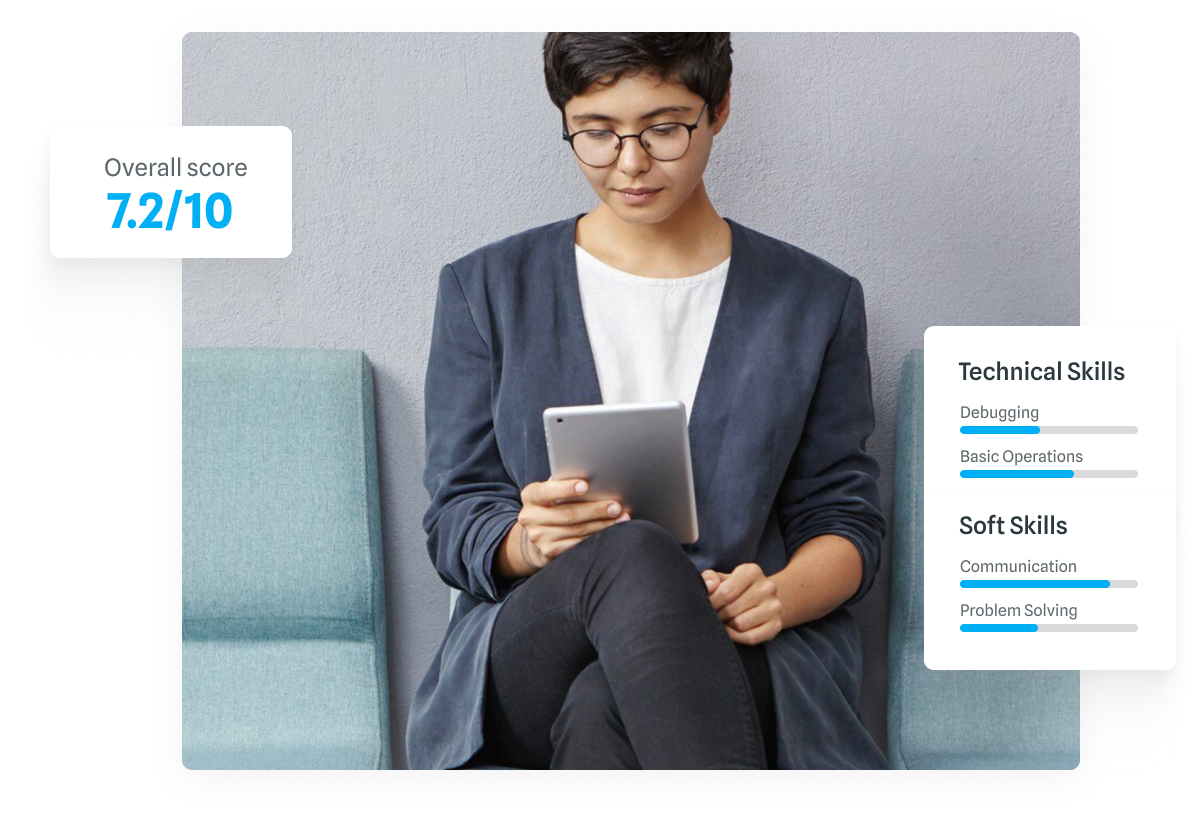 Overall score
7.2/10
Technical Skills
Debugging
Basic Operations
Soft Skills
Communication
Problem Solving